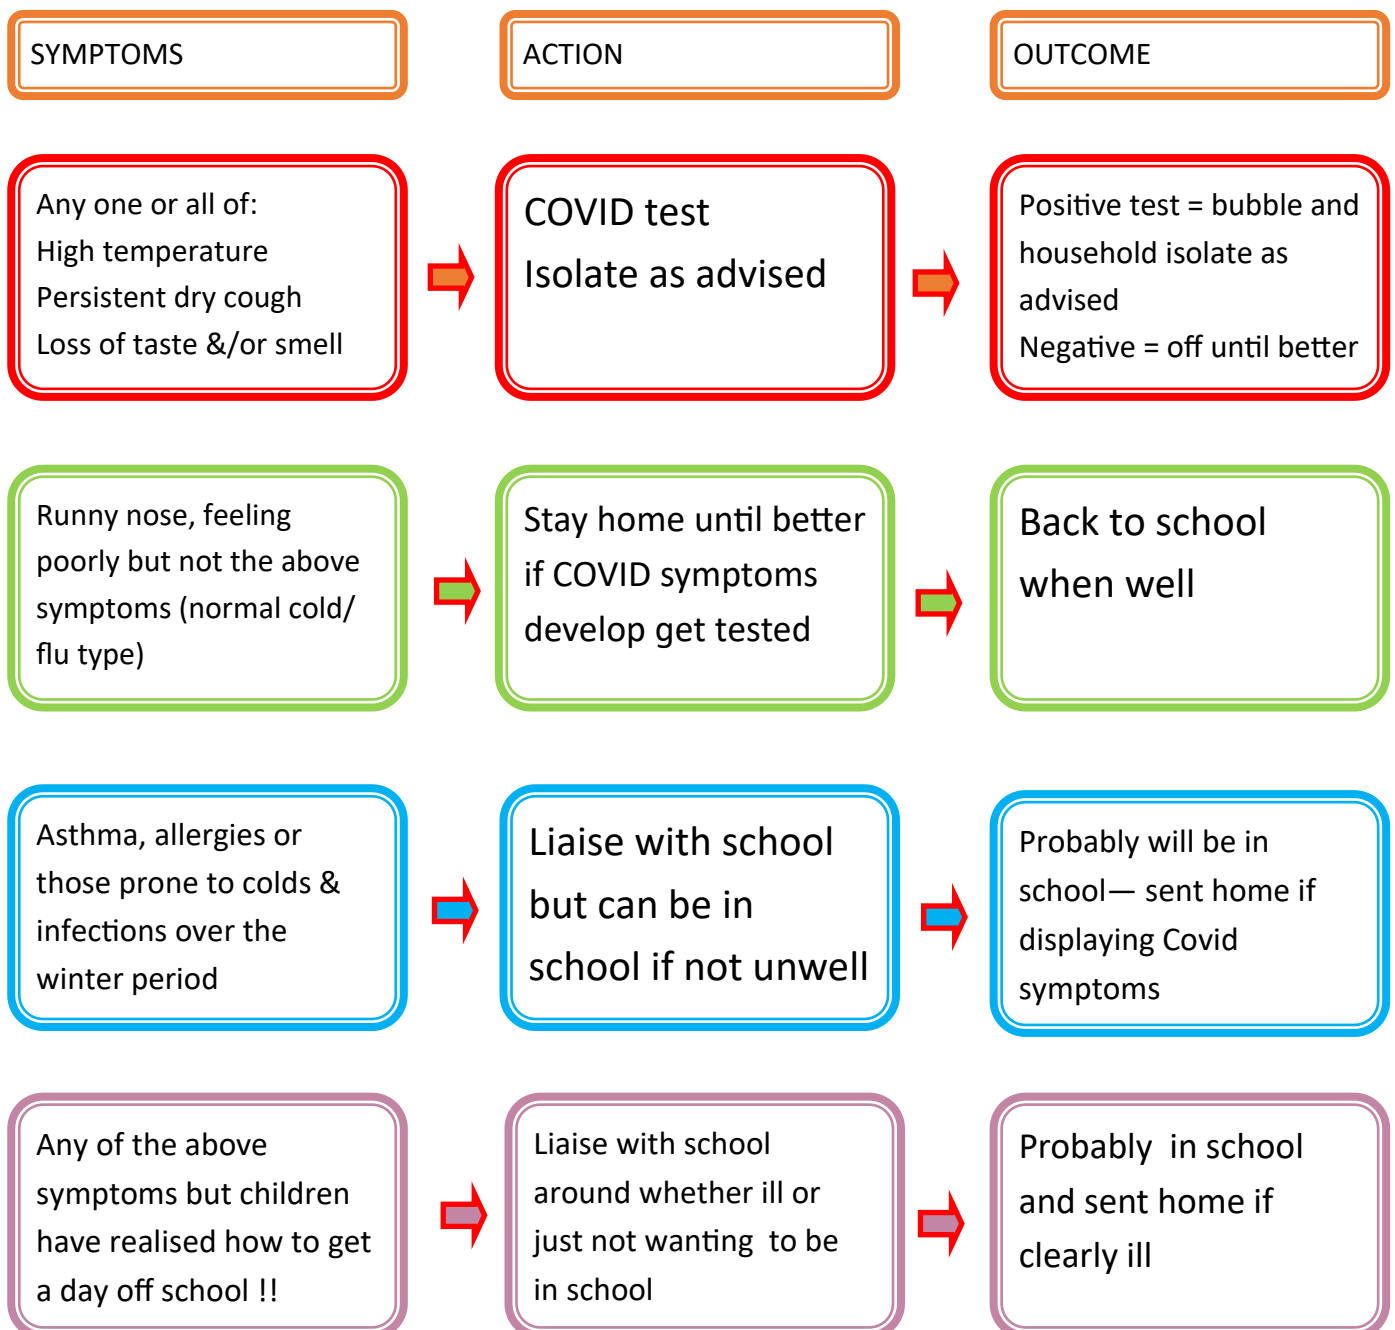 SYMPTOMS
ACTION
OUTCOME
Any one or all of:
High temperature
Persistent dry cough
Loss of taste &/or smell
COVID test
Isolate as advised
Positive test = bubble and
household isolate as
advised
Negative = off until better
Runny nose, feeling
poorly but not the above
symptoms (normal cold/
flu type)
Stay home until better
if COVID symptoms
develop get tested
Back to school
when well
Asthma, allergies or
those prone to colds &
infections over the
winter period
Liaise with school
but can be in
school if not unwell
Probably will be in
school— sent home if
displaying Covid
symptoms
Any of the above
symptoms but children
have realised how to get
a day off school !!
Liaise with school
around whether ill or
just not wanting  to be
in school
Probably  in school
and sent home if
clearly ill